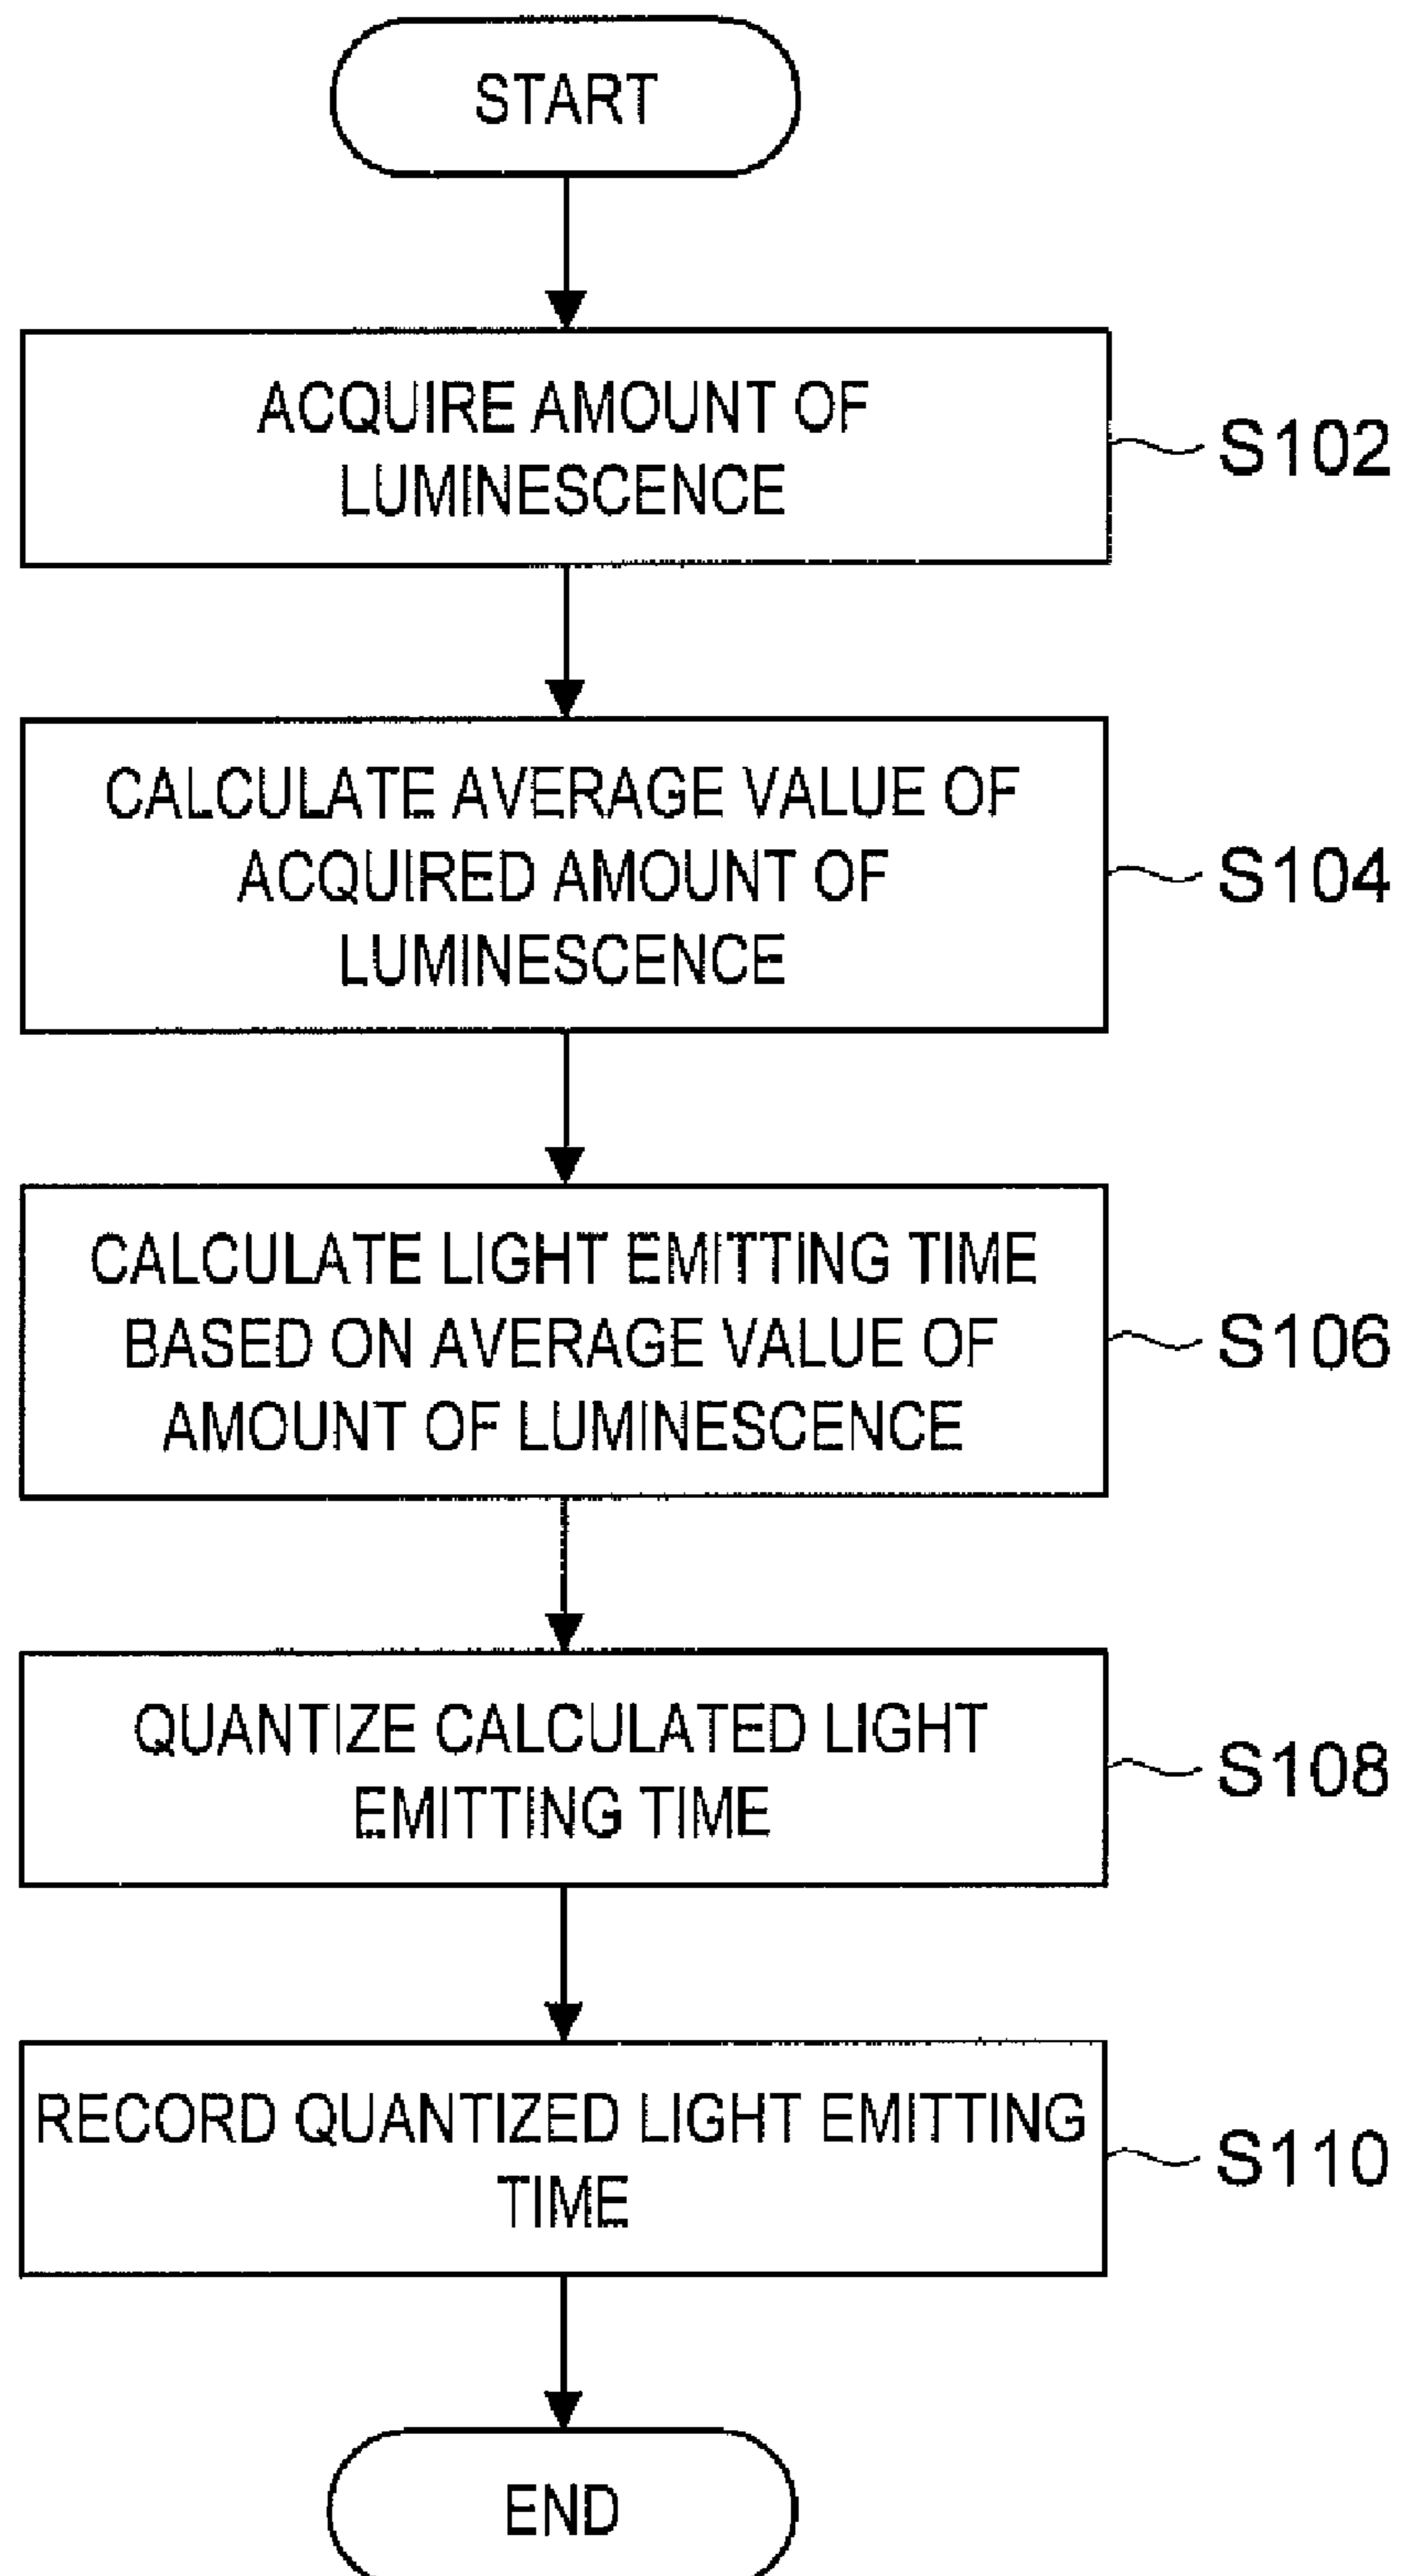 START
ACQUIRE AMOUNT OF
LUMINESCENCE
S102
CALCULATE AVERAGE VALUE OF
ACQUIRED AMOUNT OF
LUMINESCENCE
S104
CALCULATE LIGHT EMITTING TIME
BASED ON AVERAGE VALUE OF
AMOUNT OF LUMINESCENCE
S106
QUANTIZE CALCULATED LIGHT
EMITTING TIME
S108
RECORD QUANTIZED LIGHT EMITTING
TIME
S110
END